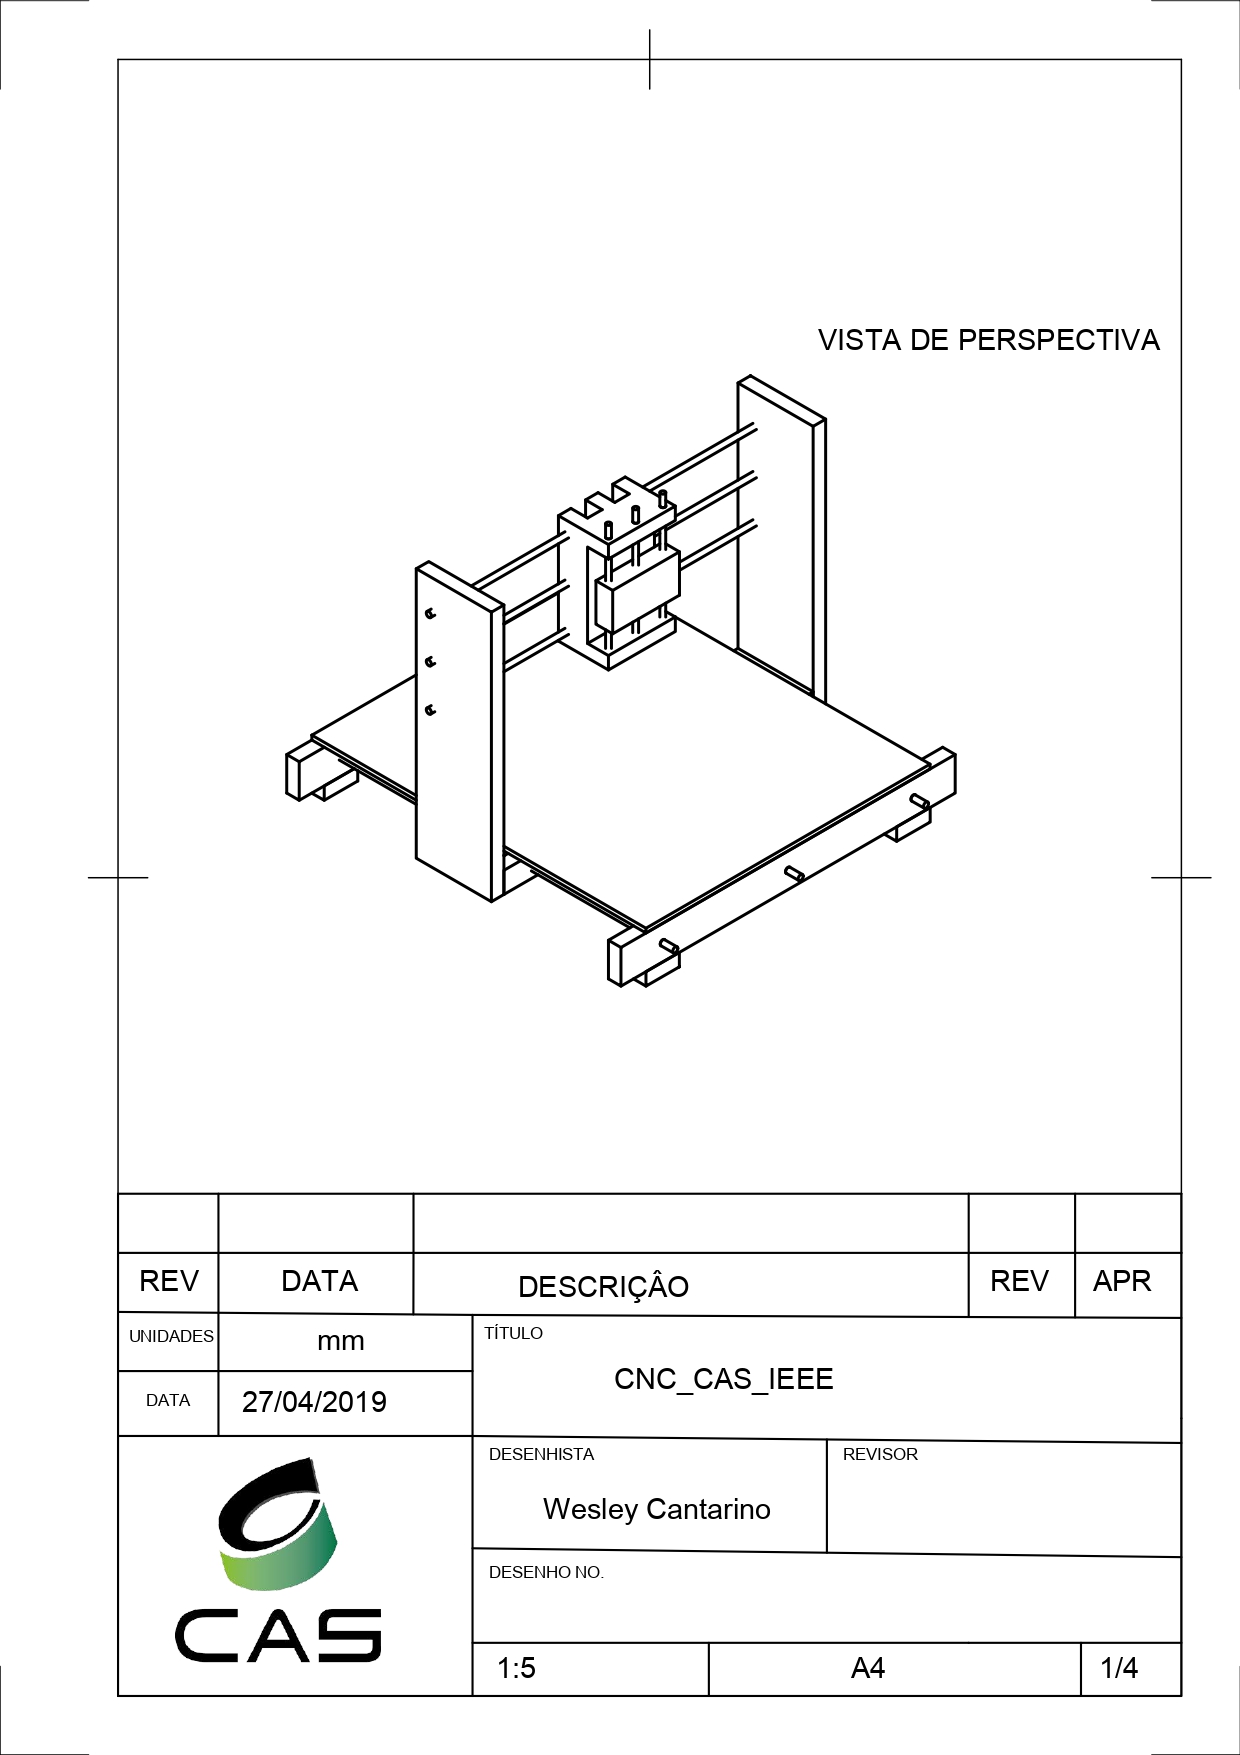 VISTA DE PERSPECTIVA
REV DATA DESCRIÇÂO REV APR
UNIDADES mm
TÍTULO
CNC_CAS_IEEE
DATA 27/04/2019
DESENHISTA REVISOR
Wesley Cantarino
DESENHO NO.
CAS
1:5 A4 1/4